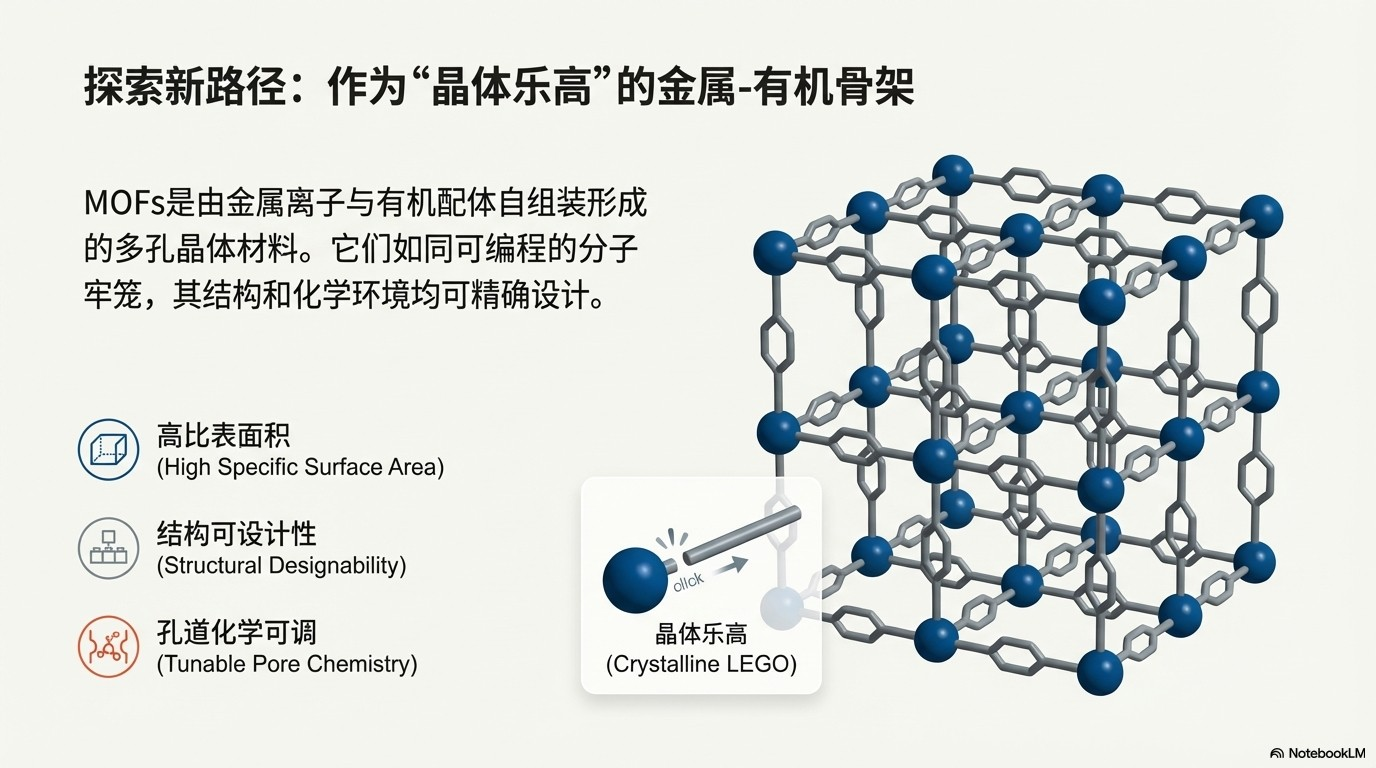 探索新路径：作为“晶体乐高”的金属-有机骨架
MOFs是由金属离子与有机配体自组装形成
的多孔晶体材料。它们如同可编程的分子
牢笼，其结构和化学环境均可精确设计。
高比表面积
(High Specific Surface Area)
结构可设计性
(Structural Designability)
孔道化学可调
(Tunable Pore Chemistry)
click
晶体乐高
(Crystalline LEGO)
NotebookLM